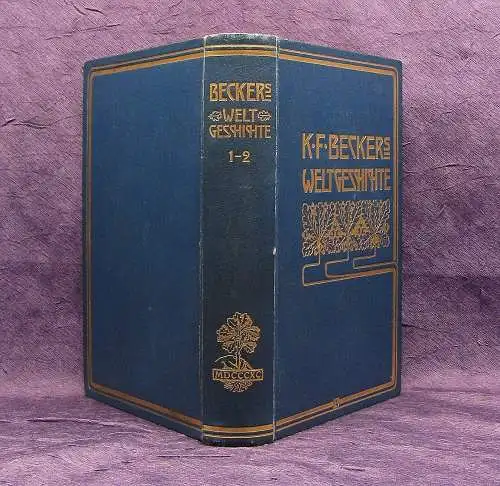 BECKERS
WELT
GESCHICHTE
1-2
MDCCCXC
K·F·BECKERS
WELTGESCHICHTE